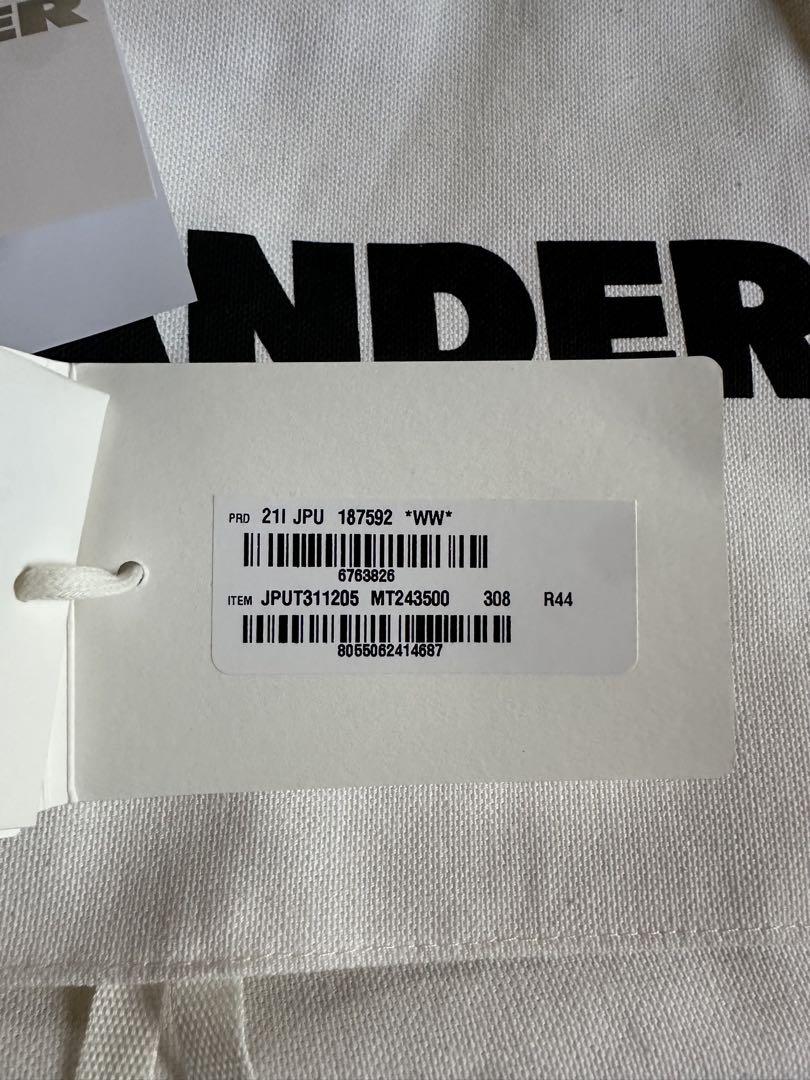 ER
ANDER
PRD 21I JPU 187592 *WW*
6763826
ITEM JPUT311205 MT243500 308 R44
8055062414687